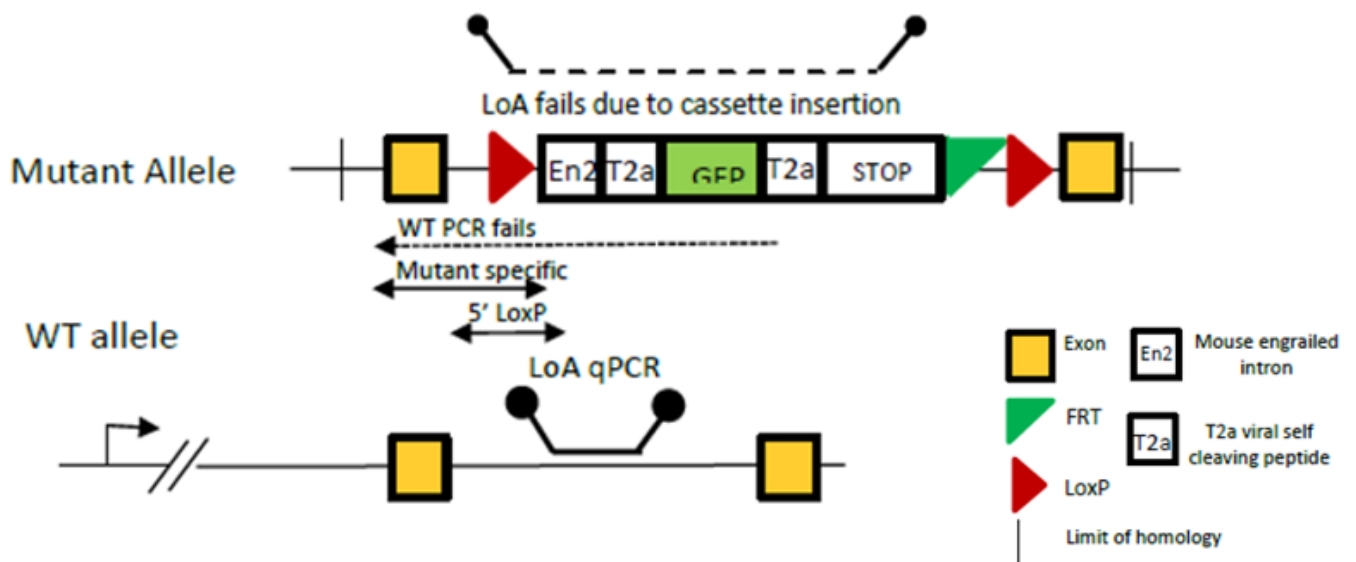 LoA fails due to cassette insertion
Mutant Allele
En2 T2a GFP T2a STOP
WT PCR fails
Mutant specific
5' LoxP
WT allele
LoA qPCR
Exon
En2
Mouse engrailed
intron
FRT
T2a
T2a viral self
cleaving peptide
LoxP
Limit of homology